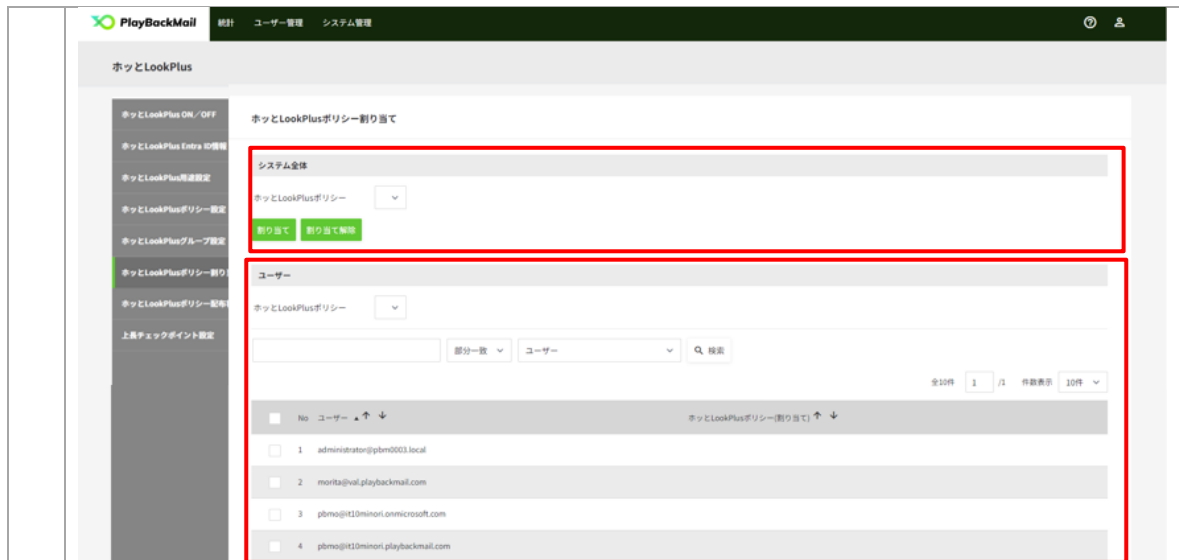 PlayBackMail 統計 ユーザー管理 システム管理
ホッとLookPlus
ホッとLookPlus ON／OFF
ホッとLookPlus Entra ID情報
ホッとLookPlus用途設定
ホッとLookPlusポリシー設定
ホッとLookPlusグループ設定
ホッとLookPlusポリシー割り
ホッとLookPlusポリシー配布
上長チェックポイント設定
ホッとLookPlusポリシー割り当て
システム全体
ホッとLookPlusポリシー
割り当て 割り当て解除
ユーザー
ホッとLookPlusポリシー
部分一致 ユーザー 検索
全10件 1 /1 件数表示 10件
No ユーザー ▲ ↑ ↓ ホッとLookPlusポリシー(割り当て) ↑ ↓
1 administrator@pbm0003.local
2 morita@val.playbackmail.com
3 pbmo@it10minori.onmicrosoft.com
4 pbmo@it10minori.playbackmail.com